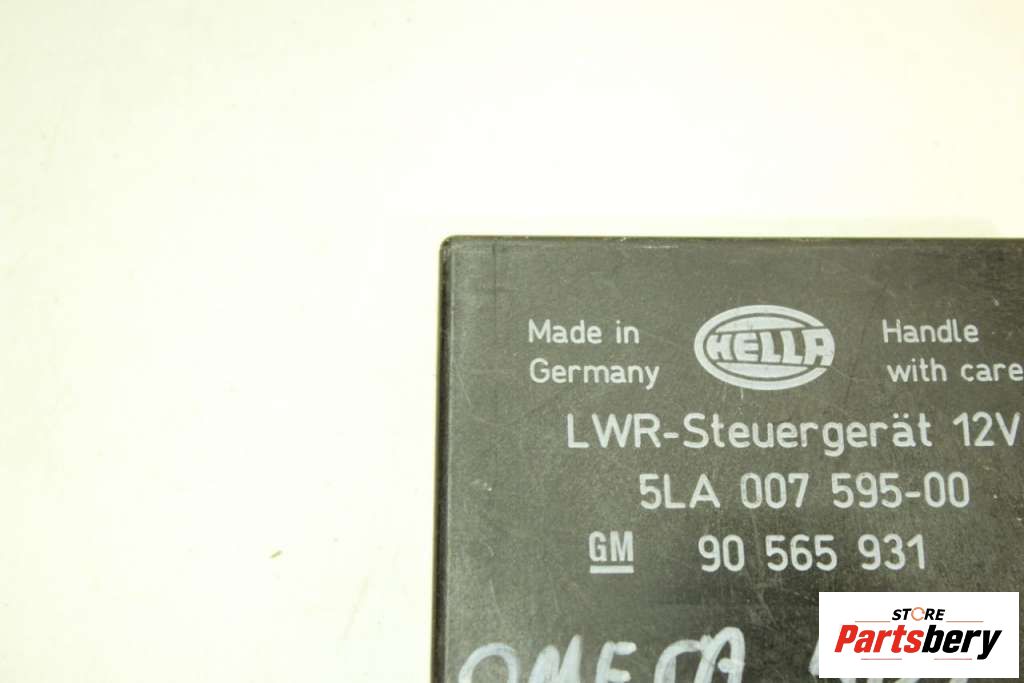 Made in
Germany
HELLA
Handle
with care
LWR-Steuergerät 12V
5LA 007 595-00
GM 90 565 931
OMEGA
STORE
Partsbery